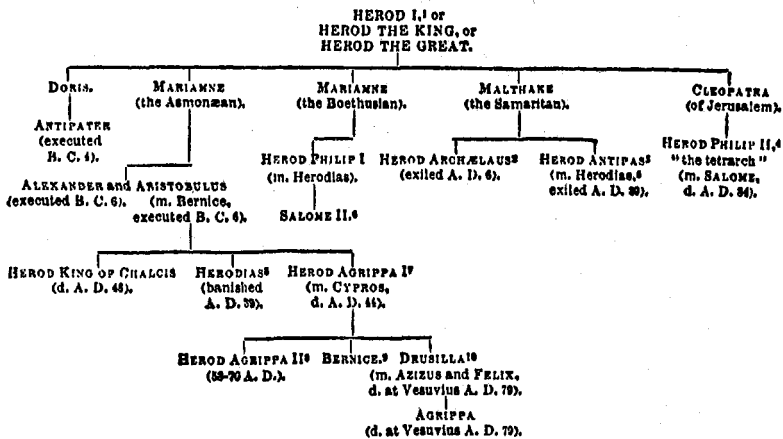 HEROD I,¹ or
HEROD THE KING, or
HEROD THE GREAT.
DORIS.
MARIAMNE
(the Asmonæan).
MARIAMNE
(the Boethusian).
MALTHAKE
(the Samaritan).
CLEOPATRA
(of Jerusalem).
ANTIPATER
(executed
B. C. 4).
HEROD PHILIP I
(m. Herodias).
HEROD ARCHÆLAUS²
(exiled A. D. 6).
HEROD ANTIPAS³
(m. Herodias,⁵
exiled A. D. 39).
HEROD PHILIP II,⁴
"the tetrarch"
(m. SALOME,
d. A. D. 34).
ALEXANDER and ARISTOBULUS
(executed B. C. 6). (m. Bernice,
executed B. C. 6).
SALOME II.⁶
HEROD KING OF CHALCIS
(d. A. D. 48).
HERODIAS⁵
(banished
A. D. 39).
HEROD AGRIPPA I⁷
(m. CYPROS,
d. A. D. 44).
HEROD AGRIPPA II⁸
(53-70 A. D.).
BERNICE.⁹
DRUSILLA¹⁰
(m. AZIZUS and FELIX,
d. at Vesuvius A. D. 79).
AGRIPPA
(d. at Vesuvius A. D. 79).